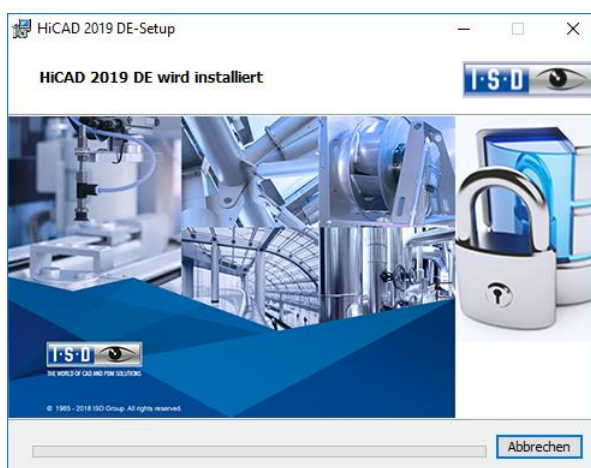 HiCAD 2019 DE-Setup
HiCAD 2019 DE wird installiert
I·S·D
I·S·D
THE WORLD OF CAD AND PDM SOLUTIONS
© 1985 - 2018 ISD Group. All rights reserved.
Abbrechen